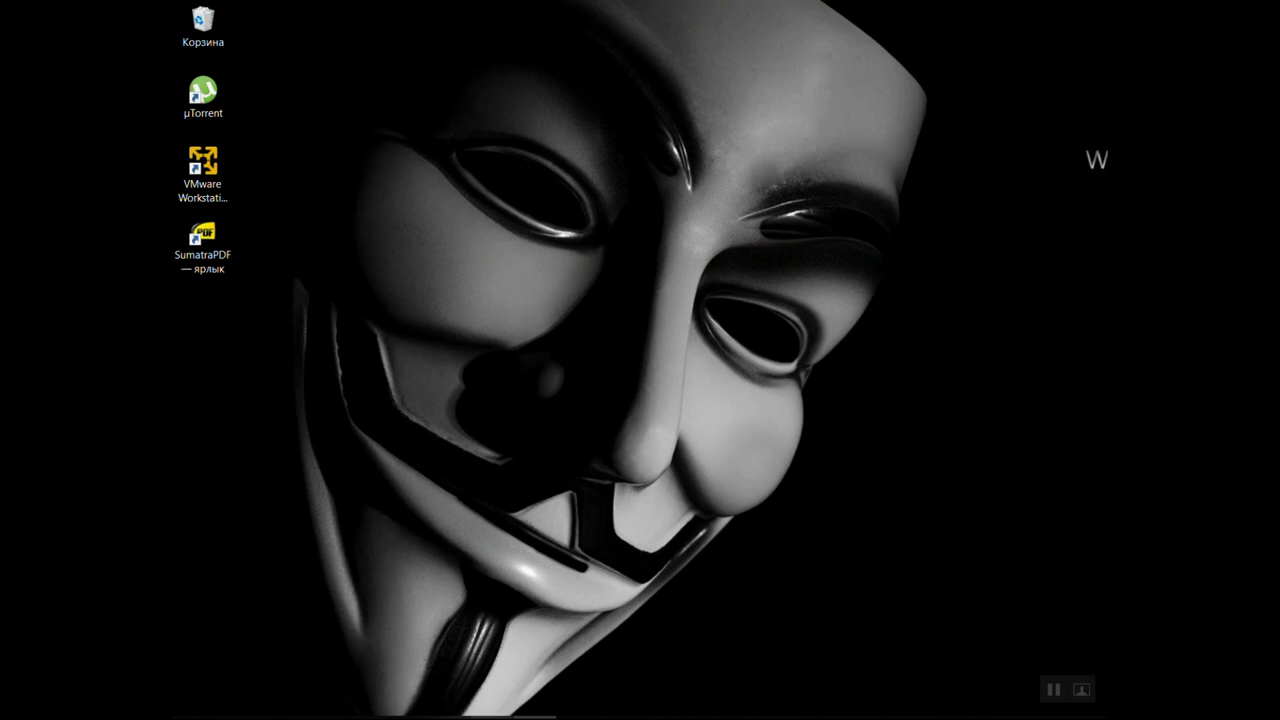 Корзина
µTorrent
VMware
Workstati...
SumatraPDF
— ярлык
W